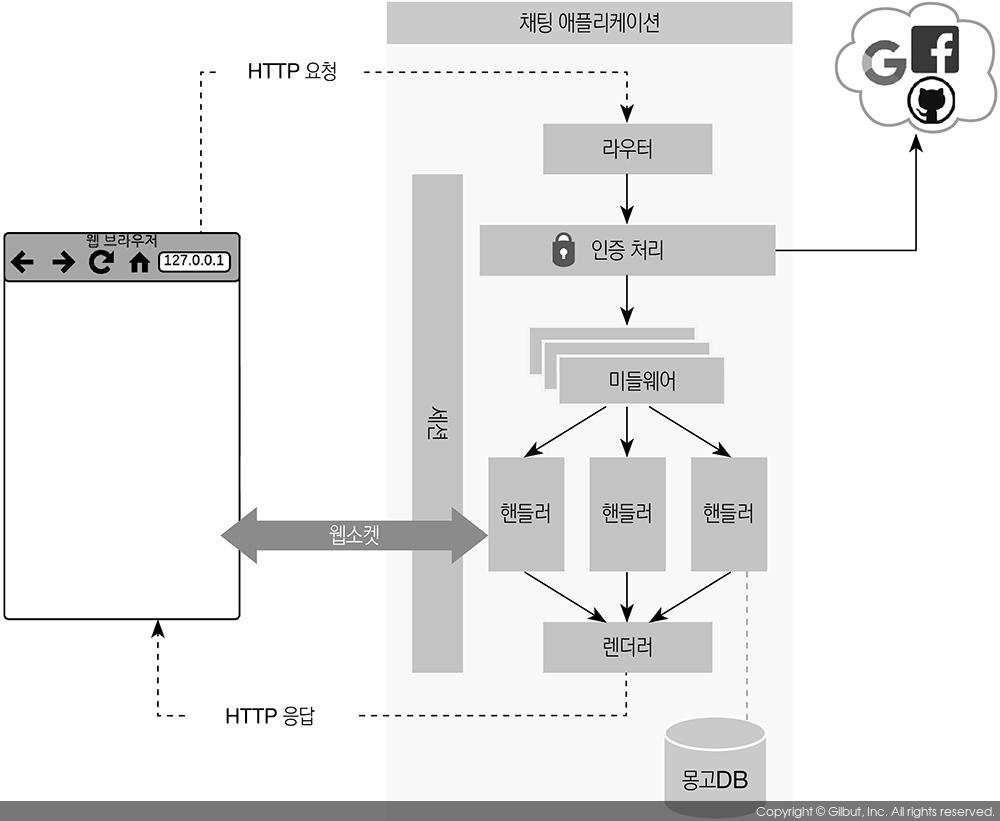 채팅 애플리케이션
HTTP 요청
라우터
웹 브라우저
127.0.0.1
인증 처리
미들웨어
세션
핸들러
핸들러
핸들러
웹소켓
렌더러
HTTP 응답
몽고DB
Copyright © Gilbut, Inc. All rights reserved.